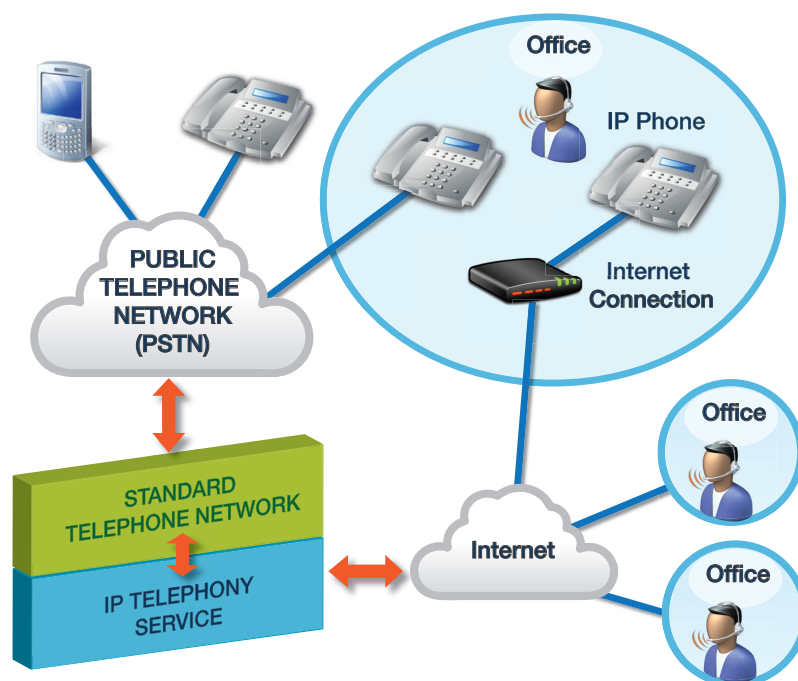 Office
IP Phone
PUBLIC
TELEPHONE
NETWORK
(PSTN)
Internet
Connection
Office
STANDARD
TELEPHONE NETWORK
Internet
IP TELEPHONY
SERVICE
Office